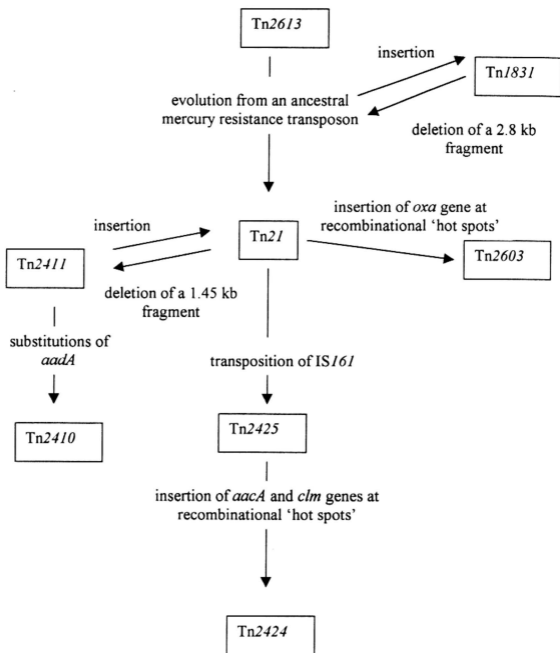 Tn2613
insertion
Tn1831
evolution from an ancestral
mercury resistance transposon
deletion of a 2.8 kb
fragment
insertion of oxa gene at
recombinational 'hot spots'
insertion
Tn21
Tn2411
Tn2603
deletion of a 1.45 kb
fragment
substitutions of
aadA
transposition of IS161
Tn2410
Tn2425
insertion of aacA and clm genes at
recombinational 'hot spots'
Tn2424